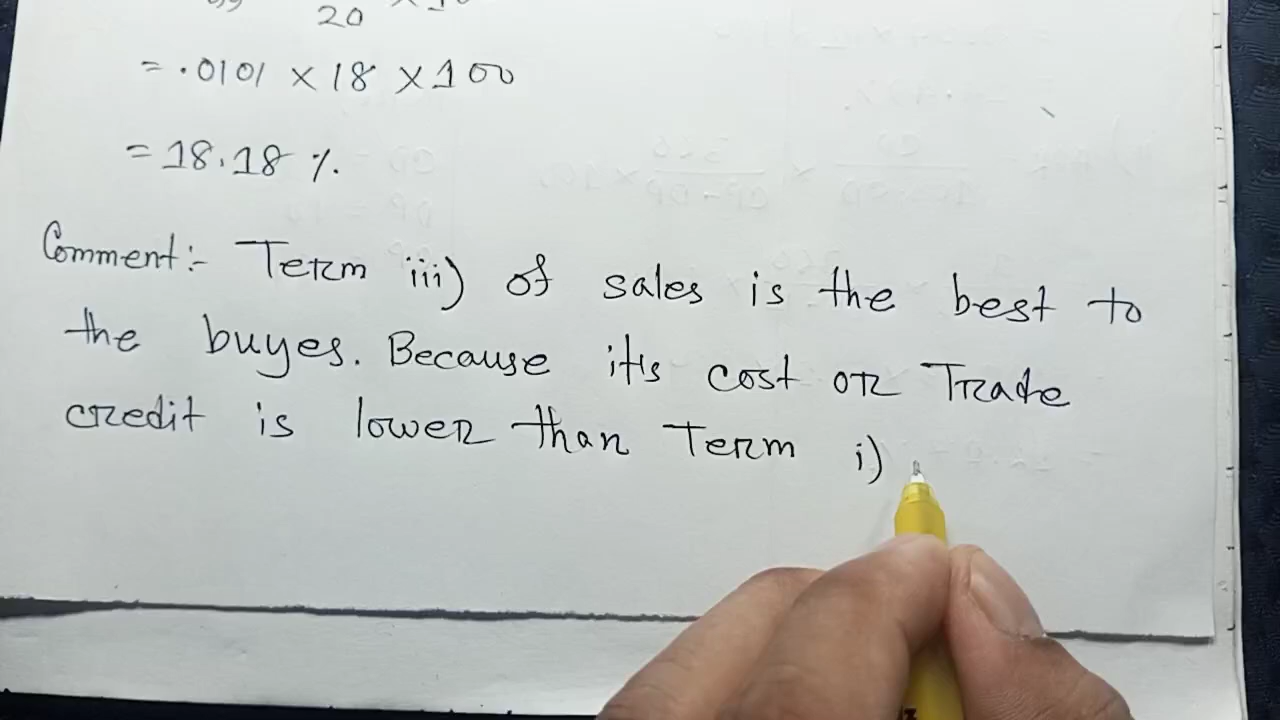 20
= .0101 × 18 × 100
= 18.18 %.
Comment:- Term iii) of sales is the best to
the buyes. Because it's cost or Trade
credit is lower than Term i)